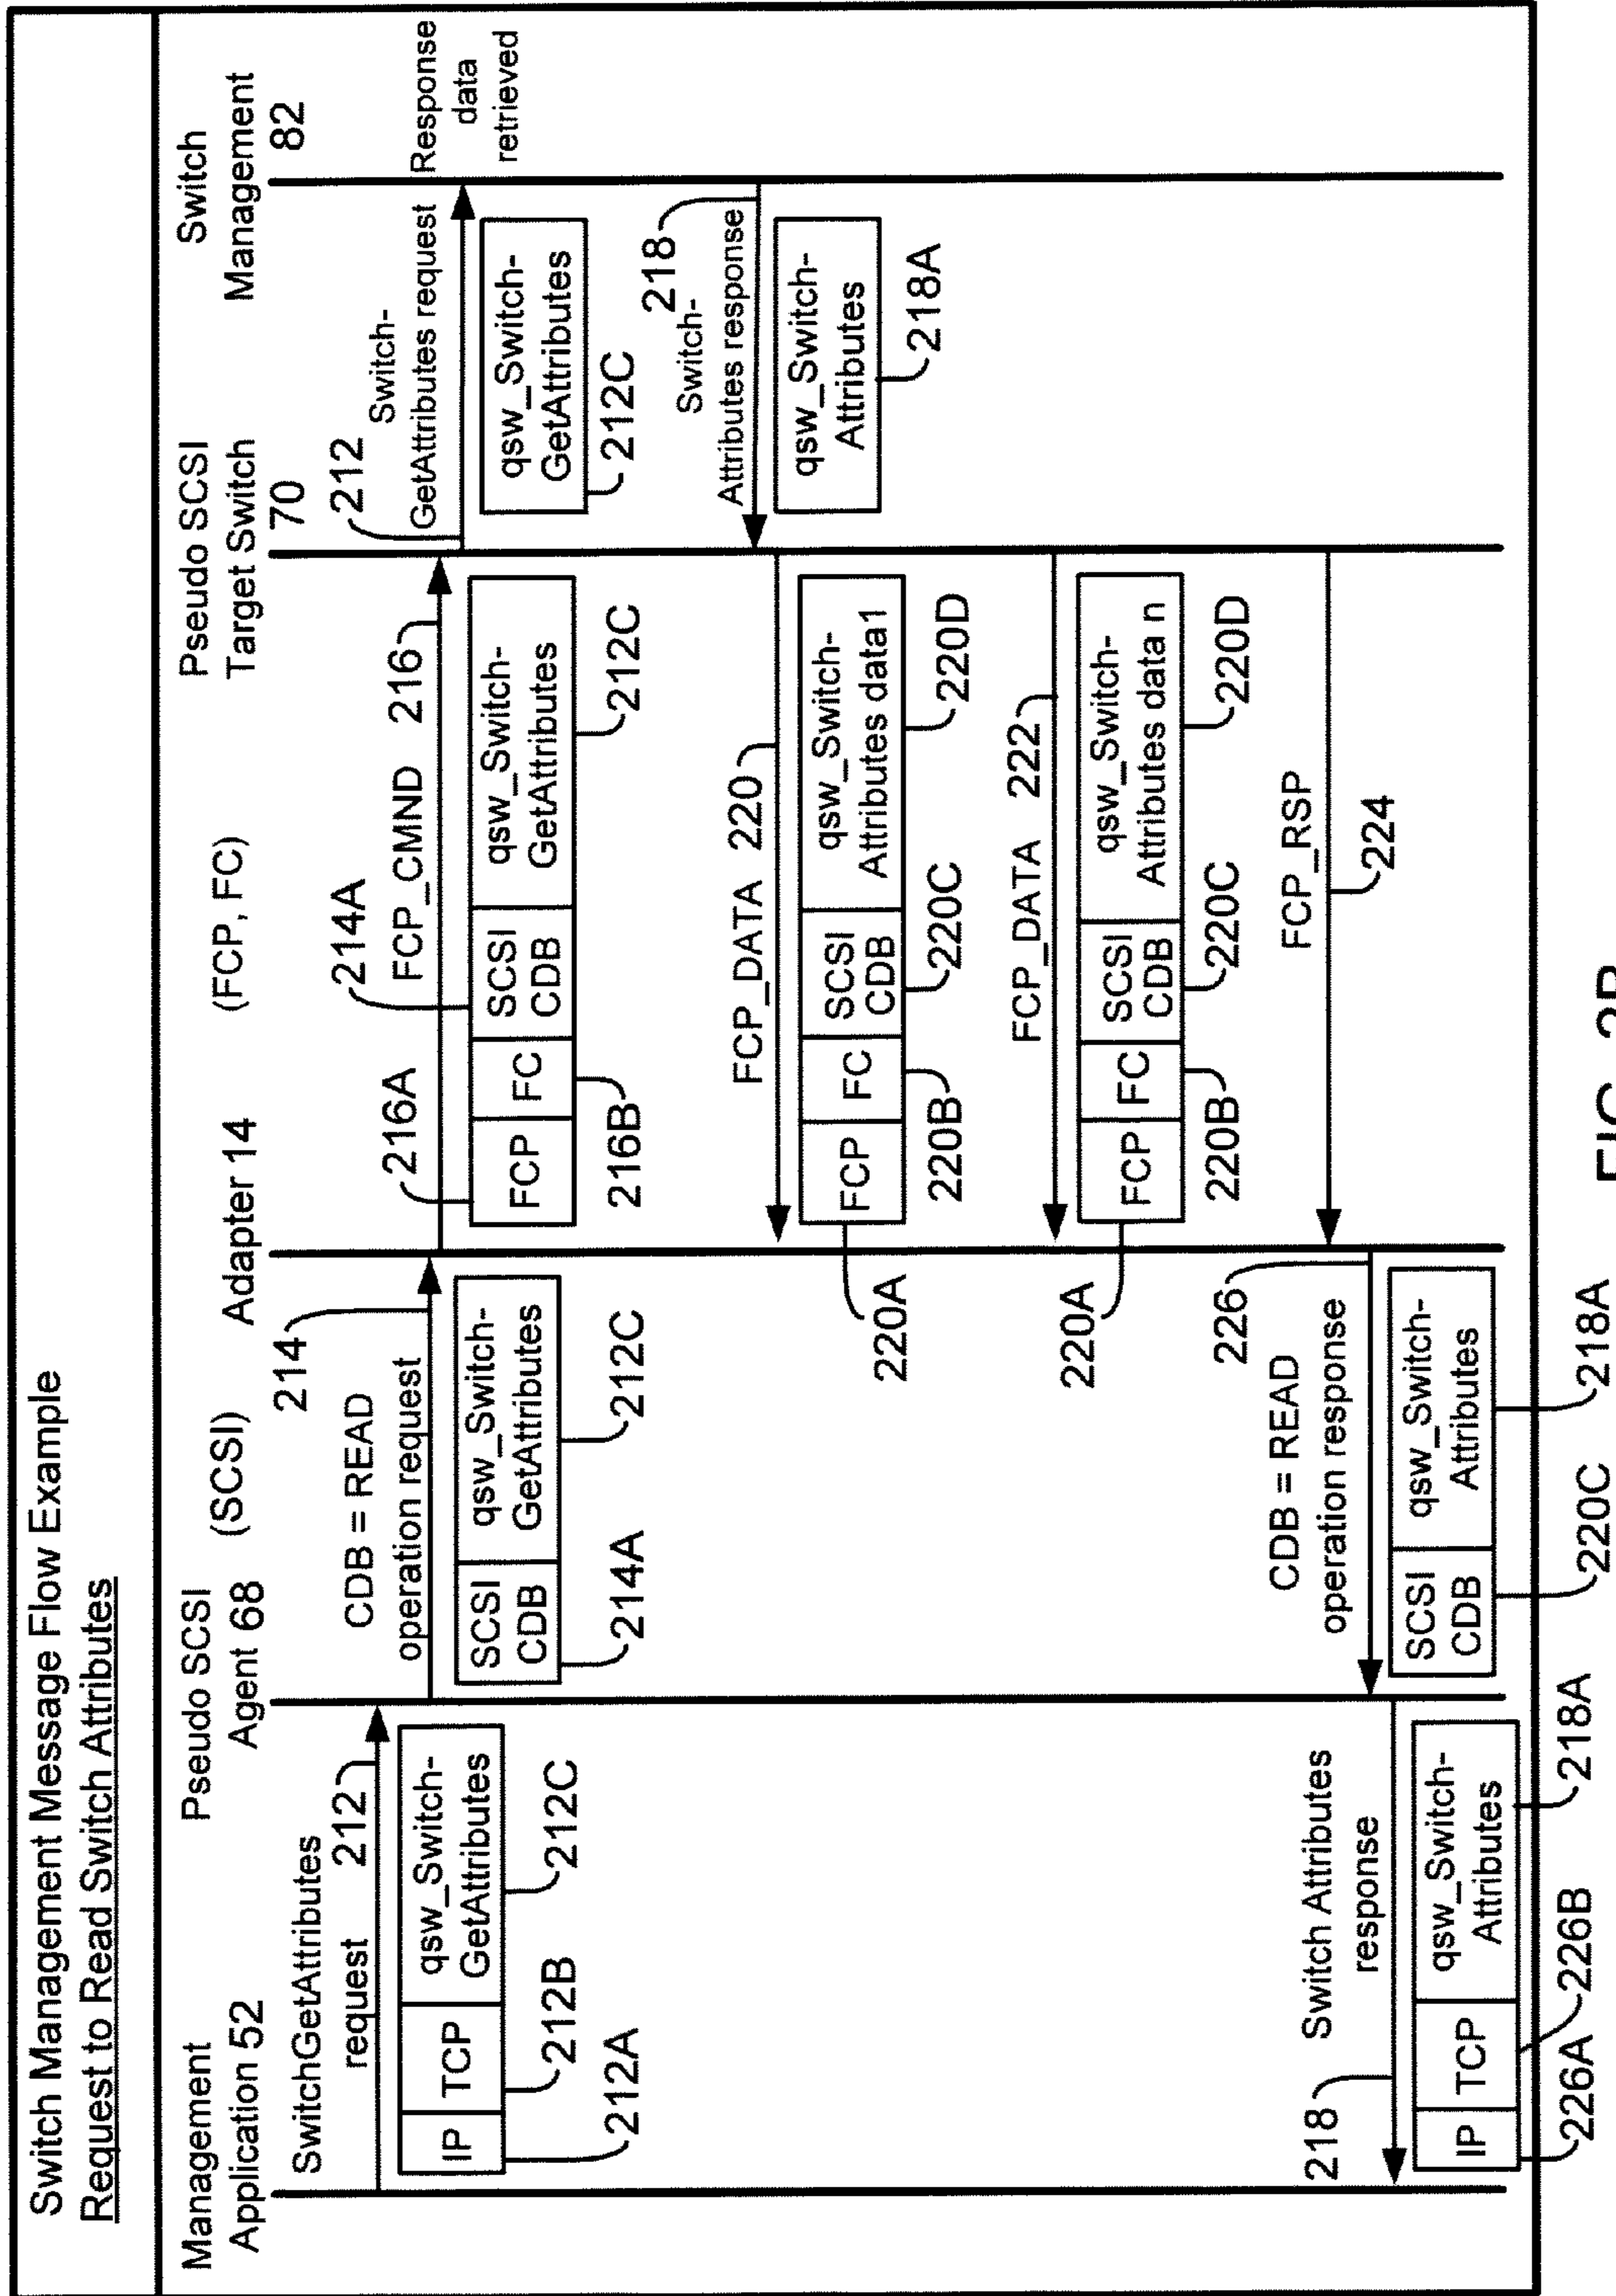 Switch Management Message Flow Example
Request to Read Switch Attributes
Management
Application 52
Pseudo SCSI
Agent 68
(SCSI)
Adapter 14
(FCP, FC)
Pseudo SCSI
Target Switch
70
Switch
Management
82
SwitchGetAttributes
request
212
IP
TCP
qsw_Switch-
GetAttributes
212A
212B
212C
214
CDB = READ
operation request
SCSI
CDB
qsw_Switch-
GetAttributes
214A
212C
216A
214A
FCP_CMND 216
FCP
FC
SCSI
CDB
qsw_Switch-
GetAttributes
216B
212C
212
Switch-
GetAttributes request
Response
data
retrieved
qsw_Switch-
GetAttributes
212C
218
Switch-
Attributes response
qsw_Switch-
Attributes
218A
FCP_DATA 220
FCP
FC
SCSI
CDB
qsw_Switch-
Attributes data1
220A
220B
220C
220D
FCP_DATA 222
FCP
FC
SCSI
CDB
qsw_Switch-
Attributes data n
220A
220B
220C
220D
FCP_RSP
224
226
CDB = READ
operation response
SCSI
CDB
qsw_Switch-
Attributes
220C
218A
218
Switch Attributes
response
IP
TCP
qsw_Switch-
Attributes
226A
226B
218A